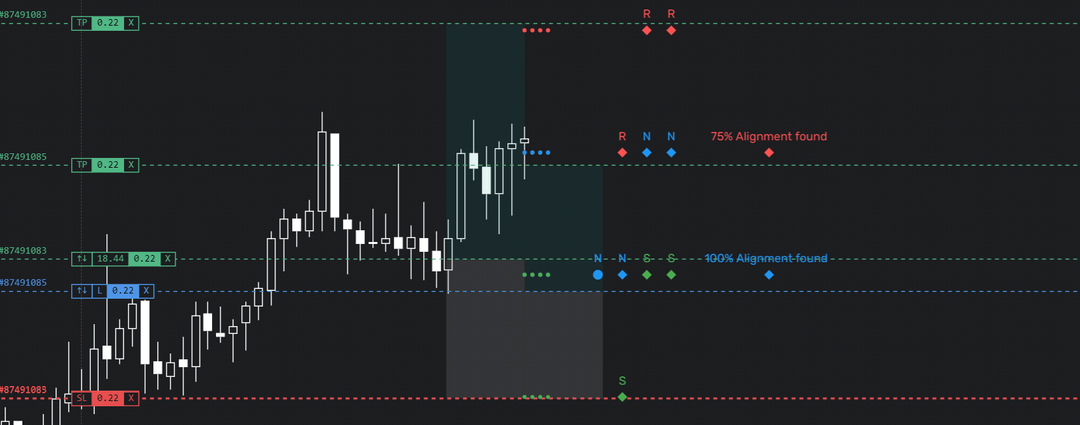 #87491083
TP 0.22 X
R R
#87491085
TP 0.22 X
R N N 75% Alignment found
#87491083
↑↓ 18.44 0.22 X
N N S S 100% Alignment found
#87491085
↑↓ L 0.22 X
S
#87491085
SL 0.22 X